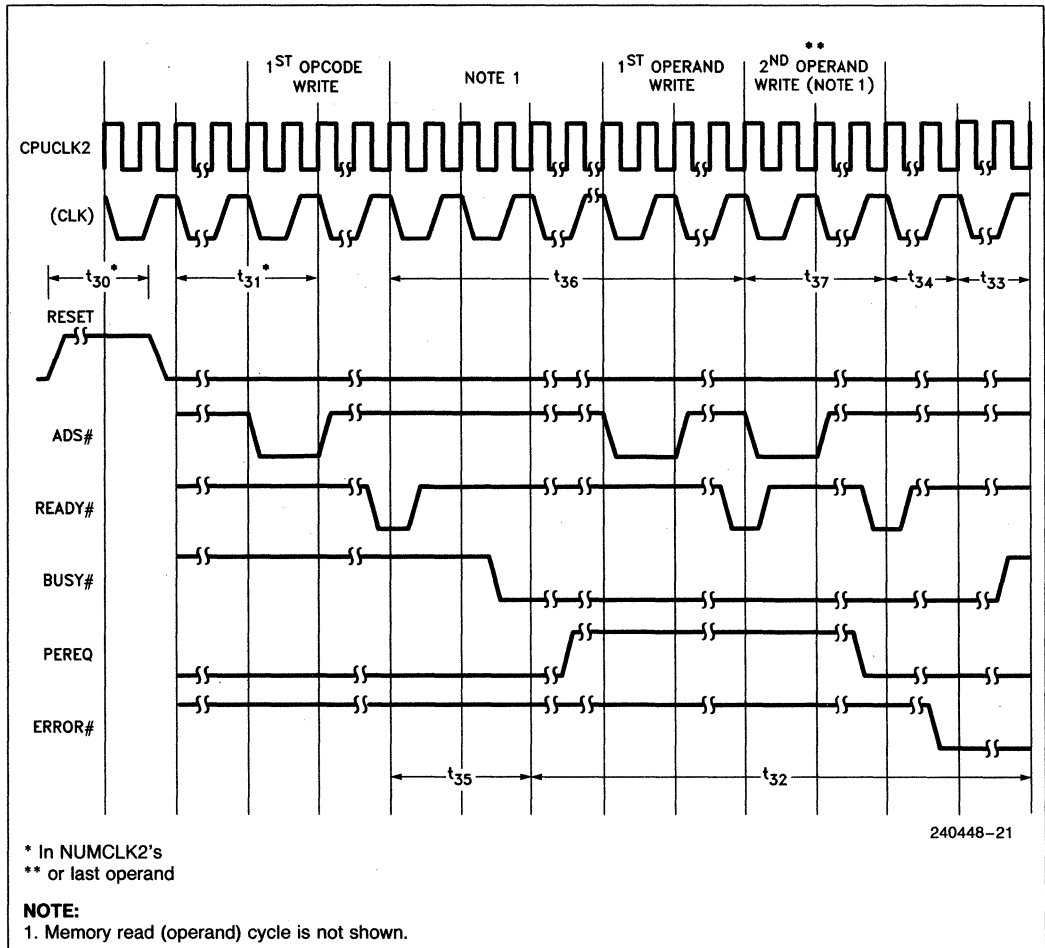 1ST OPCODE
WRITE
NOTE 1
1ST OPERAND
WRITE
**
2ND OPERAND
WRITE (NOTE 1)
CPUCLK2
(CLK)
t30*
t31*
t36
t37
t34
t33
RESET
ADS#
READY#
BUSY#
PEREQ
ERROR#
t35
t32
240448-21
* In NUMCLK2's
** or last operand
NOTE:
1. Memory read (operand) cycle is not shown.